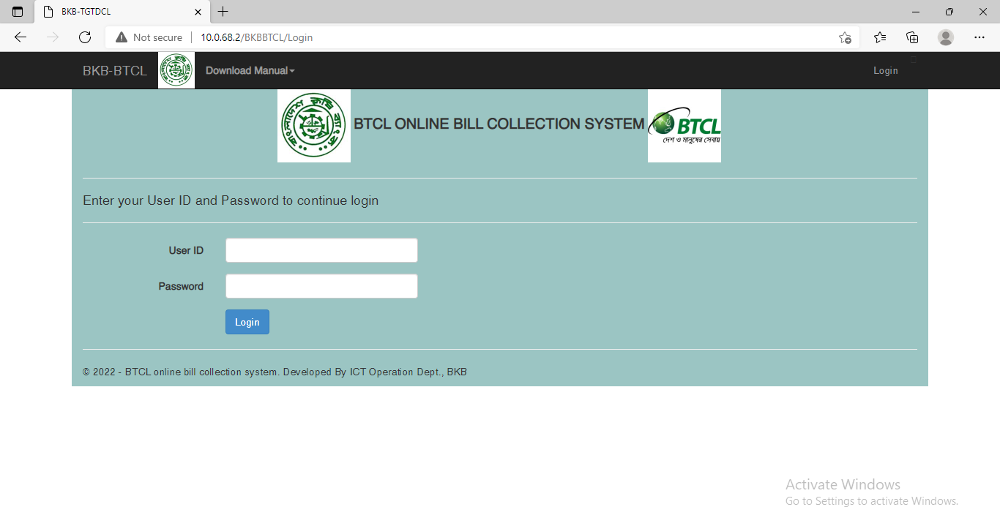 BKB-TGTDCL
Not secure
10.0.68.2/BKBBTCL/Login
BKB-BTCL
Download Manual
Login
বাংলাদেশ কৃষি ব্যাংক
BTCL ONLINE BILL COLLECTION SYSTEM
BTCL
দেশ ও মানুষের সেবায়
Enter your User ID and Password to continue login
User ID
Password
Login
© 2022 - BTCL online bill collection system. Developed By ICT Operation Dept., BKB
Activate Windows
Go to Settings to activate Windows.